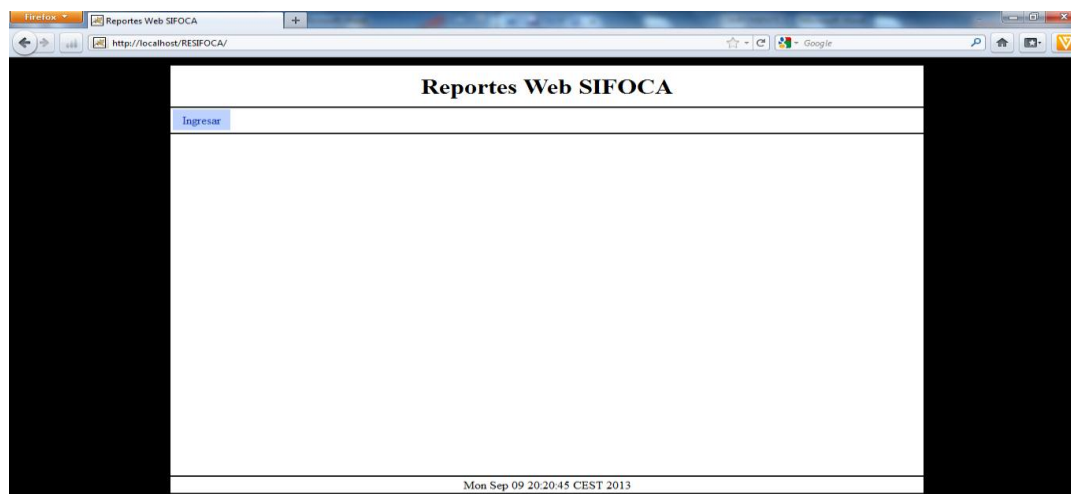 Firefox
Reportes Web SIFOCA
http://localhost/RESIFOCA/
Google
Reportes Web SIFOCA
Ingresar
Mon Sep 09 20:20:45 CEST 2013